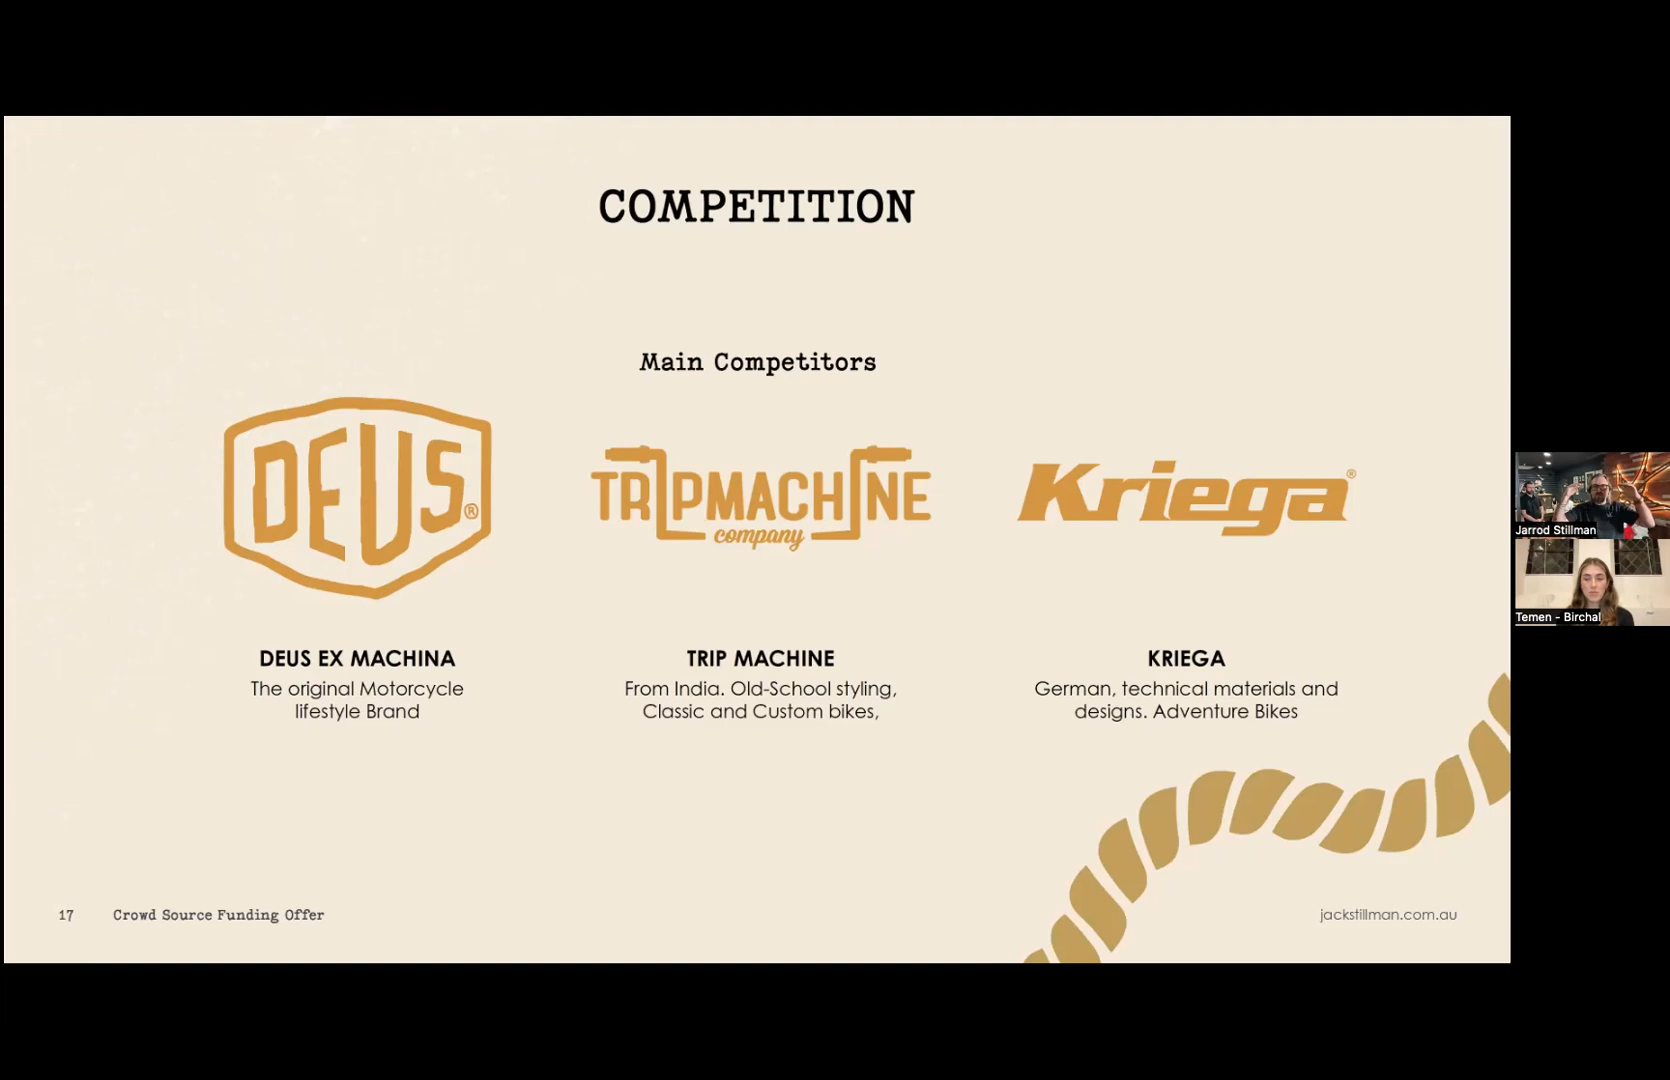 COMPETITION
Main Competitors
DEUS®
TRIPMACHINE
company
Kriega®
DEUS EX MACHINA
The original Motorcycle
lifestyle Brand
TRIP MACHINE
From India. Old-School styling,
Classic and Custom bikes,
KRIEGA
German, technical materials and
designs. Adventure Bikes
17
Crowd Source Funding Offer
jackstillman.com.au
Jarrod Stillman
Temen - Birchal